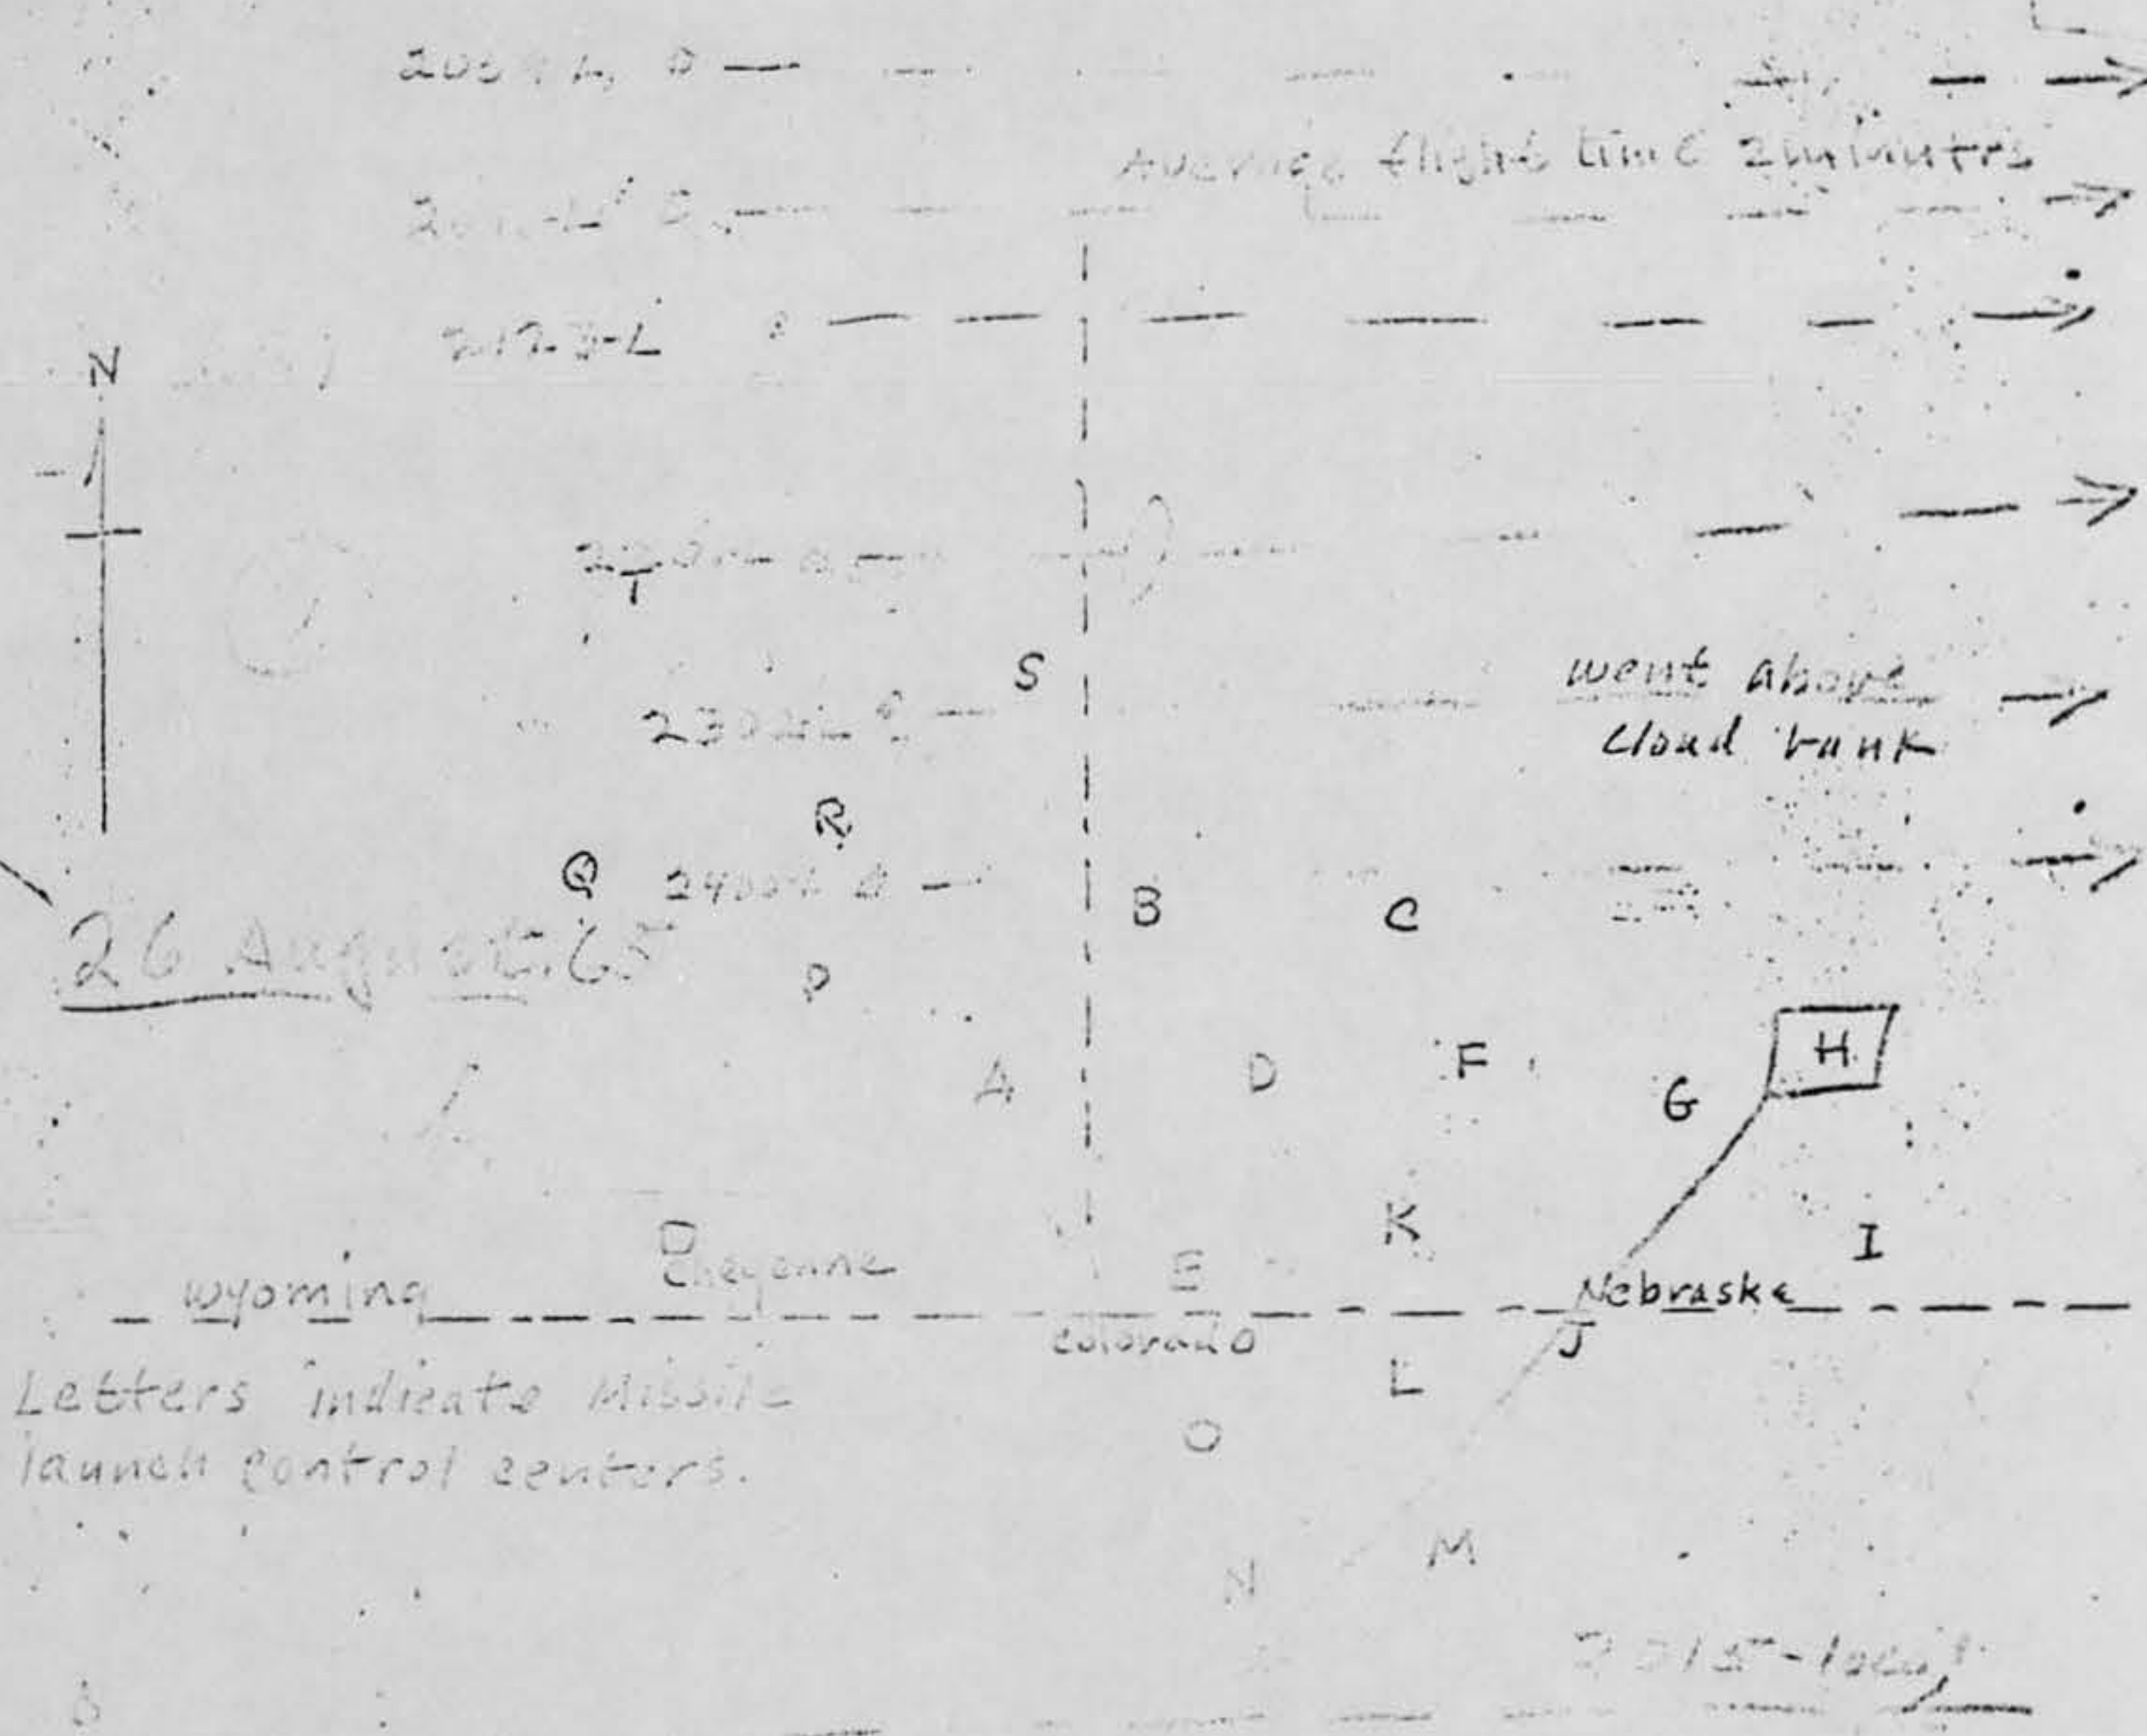 flight time 2 minutes
N
T
S
went above
cloud bank
R
Q
2400
B
C
26 August 65
P
A
D
F
H
G
K
I
E
Cheyenne
wyoming
Nebraska
colorado
J
L
Letters indicate Missile
launch control centers.
O
M
N